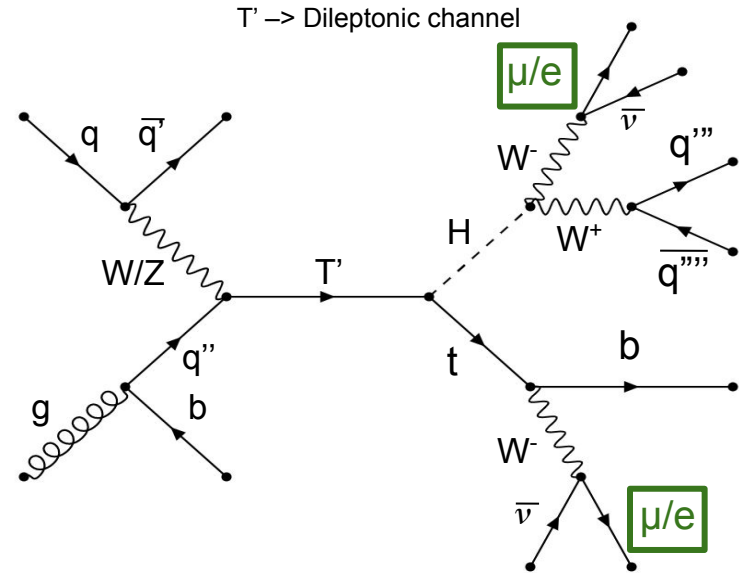 T' –> Dileptonic channel
μ/e
ν̅
q
q̅'
W⁻
q'''
H
W⁺
q''''̅
W/Z
T'
q''
t
b
g
b
W⁻
ν̅
μ/e